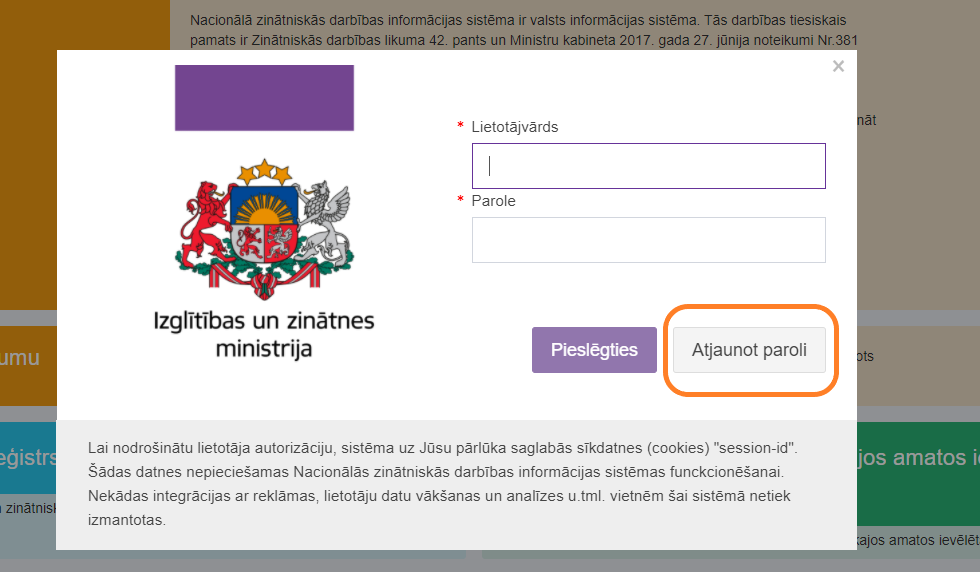 Nacionālā zinātniskās darbības informācijas sistēma ir valsts informācijas sistēma. Tās darbības tiesiskais
pamats ir Zinātniskās darbības likuma 42. pants un Ministru kabineta 2017. gada 27. jūnija noteikumi Nr.381
×
nāt
* Lietotājvārds
* Parole
Izglītības un zinātnes
ministrija
Pieslēgties
Atjaunot paroli
umu
ots
Lai nodrošinātu lietotāja autorizāciju, sistēma uz Jūsu pārlūka saglabās sīkdatnes (cookies) "session-id".
Šādas datnes nepieciešamas Nacionālās zinātniskās darbības informācijas sistēmas funckcionēšanai.
Nekādas integrācijas ar reklāmas, lietotāju datu vākšanas un analīzes u.tml. vietnēm šai sistēmā netiek
izmantotas.
eģistrs
jos amatos ie
zinātnisk
kajos amatos ievēlēt